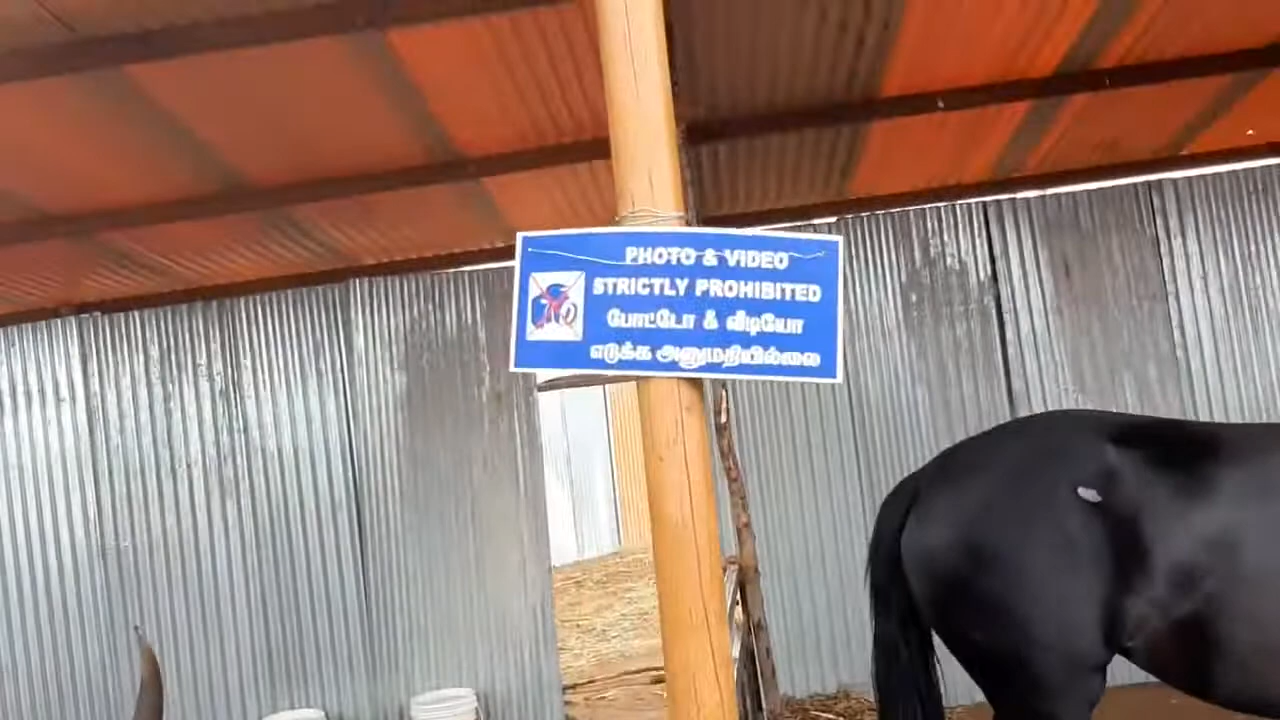 PHOTO & VIDEO
STRICTLY PROHIBITED
போட்டோ & வீடியோ
எடுக்க அனுமதியில்லை